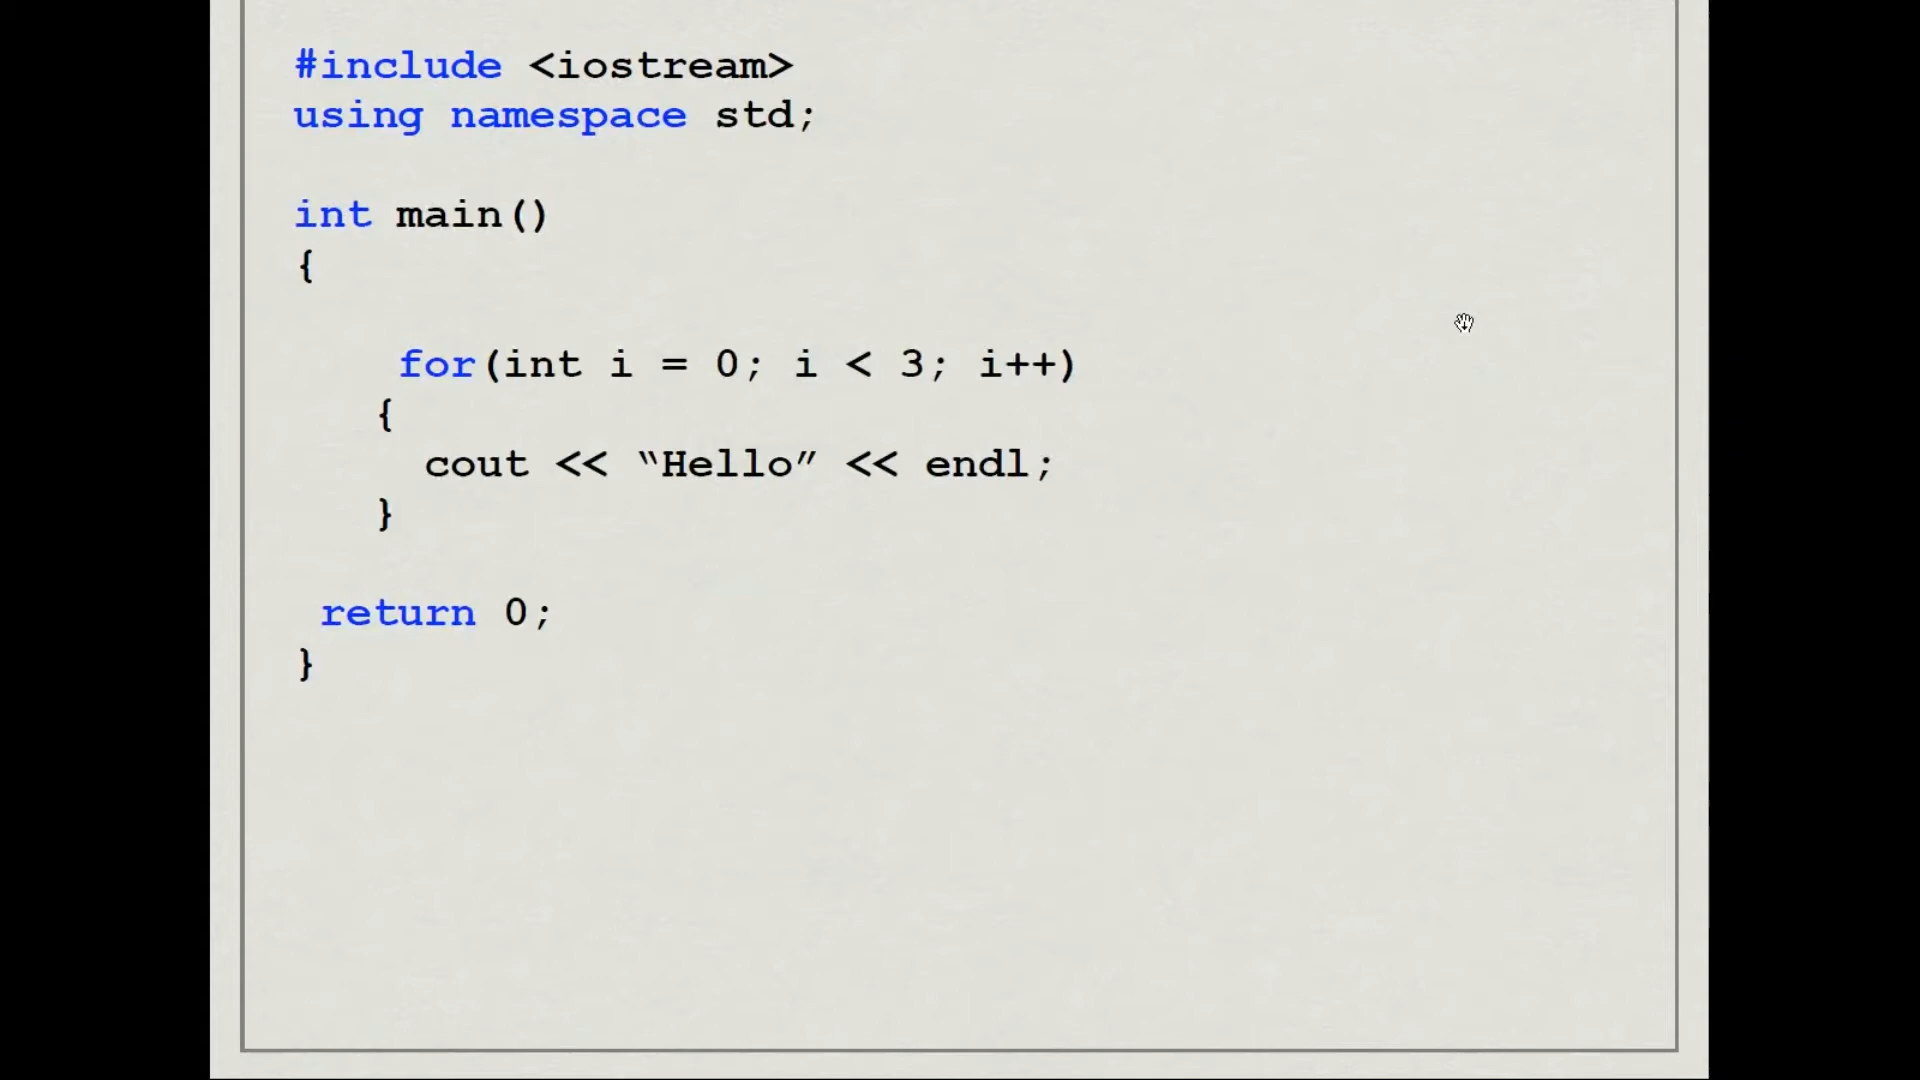 #include <iostream>
using namespace std;
int main()
{
for(int i = 0; i < 3; i++)
{
cout << “Hello” << endl;
}
return 0;
}